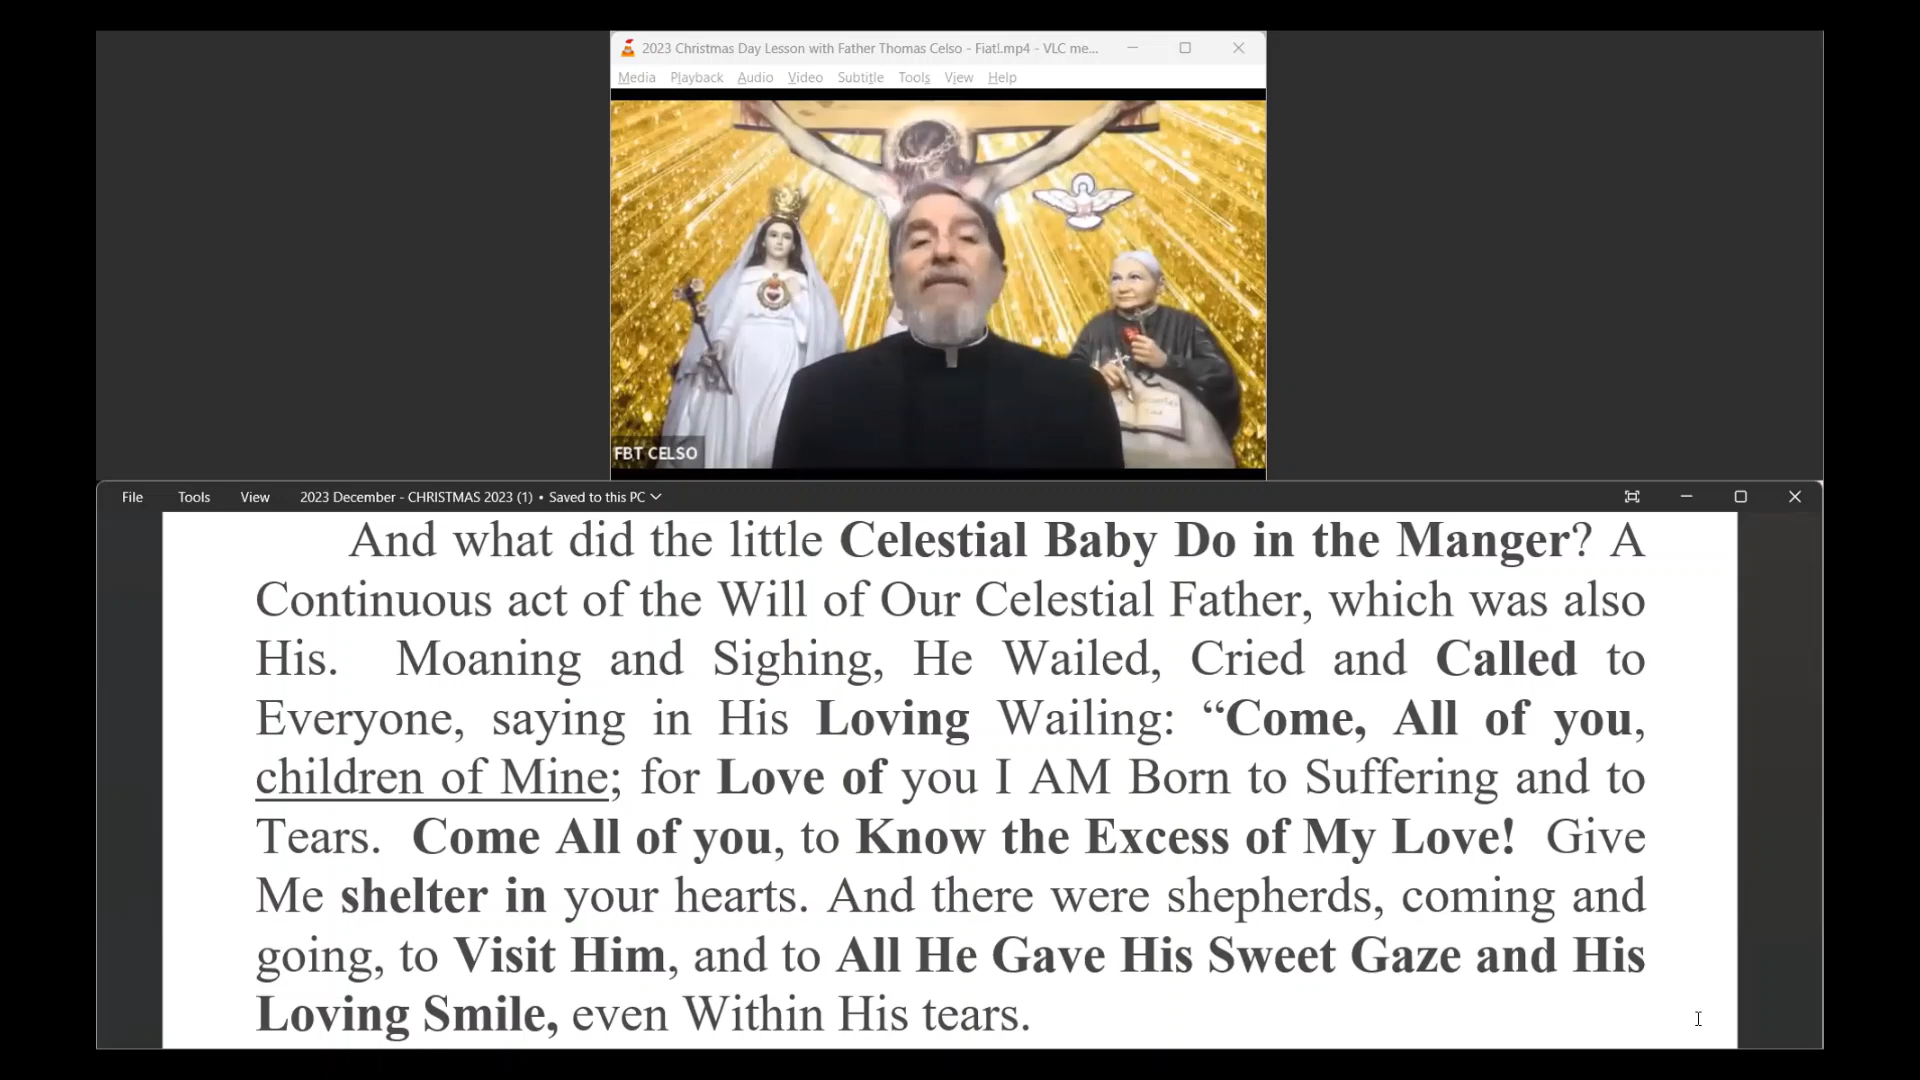 2023 Christmas Day Lesson with Father Thomas Celso - Fiat!.mp4 - VLC me...
Media Playback Audio Video Subtitle Tools View Help
FBT CELSO
File Tools View 2023 December - CHRISTMAS 2023 (1) • Saved to this PC
And what did the little Celestial Baby Do in the Manger? A
Continuous act of the Will of Our Celestial Father, which was also
His. Moaning and Sighing, He Wailed, Cried and Called to
Everyone, saying in His Loving Wailing: “Come, All of you,
children of Mine; for Love of you I AM Born to Suffering and to
Tears. Come All of you, to Know the Excess of My Love! Give
Me shelter in your hearts. And there were shepherds, coming and
going, to Visit Him, and to All He Gave His Sweet Gaze and His
Loving Smile, even Within His tears.